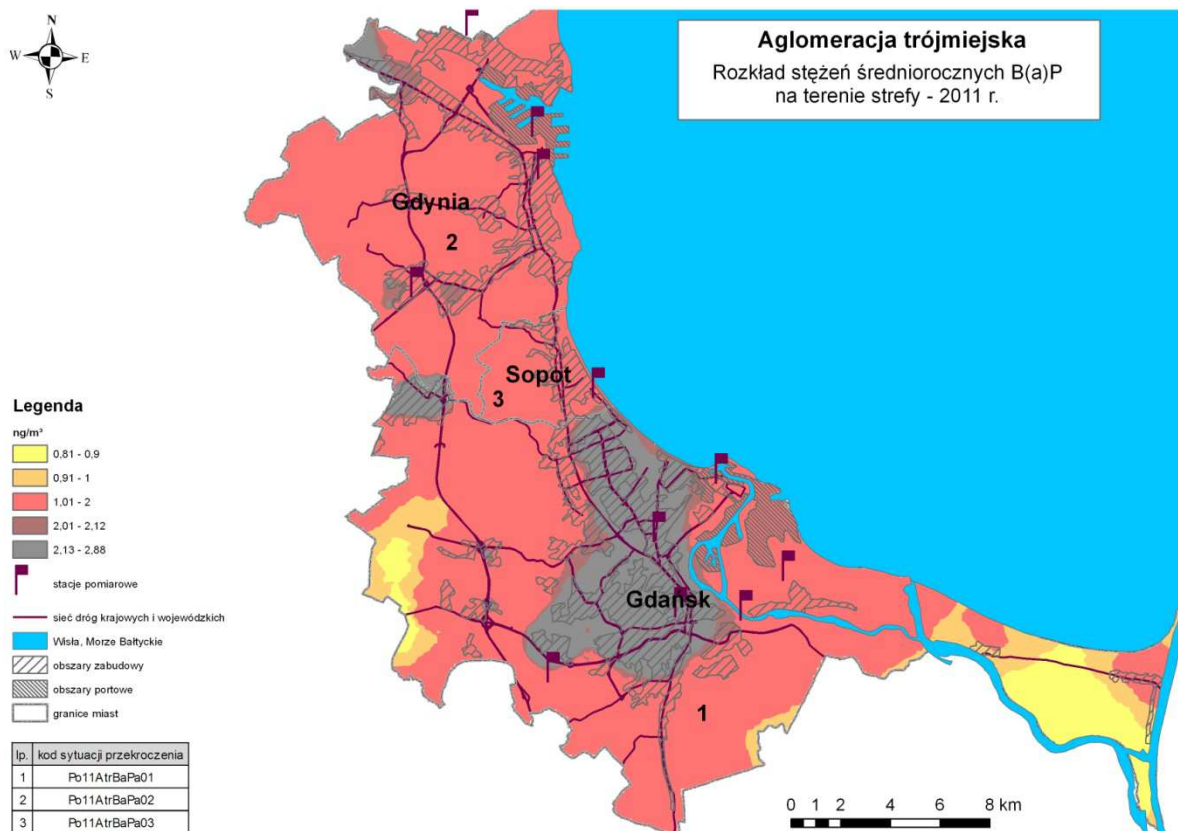 N
W E
S
Aglomeracja trójmiejska
Rozkład stężeń średniorocznych B(a)P
na terenie strefy - 2011 r.
Gdynia
2
Sopot
3
Gdańsk
1
Legenda
ng/m³
0,81 - 0,9
0,91 - 1
1,01 - 2
2,01 - 2,12
2,13 - 2,88
stacje pomiarowe
sieć dróg krajowych i wojewódzkich
Wisła, Morze Bałtyckie
obszary zabudowy
obszary portowe
granice miast
lp. kod sytuacji przekroczenia
1 Po11AtrBaPa01
2 Po11AtrBaPa02
3 Po11AtrBaPa03
0 1 2 4 6 8 km